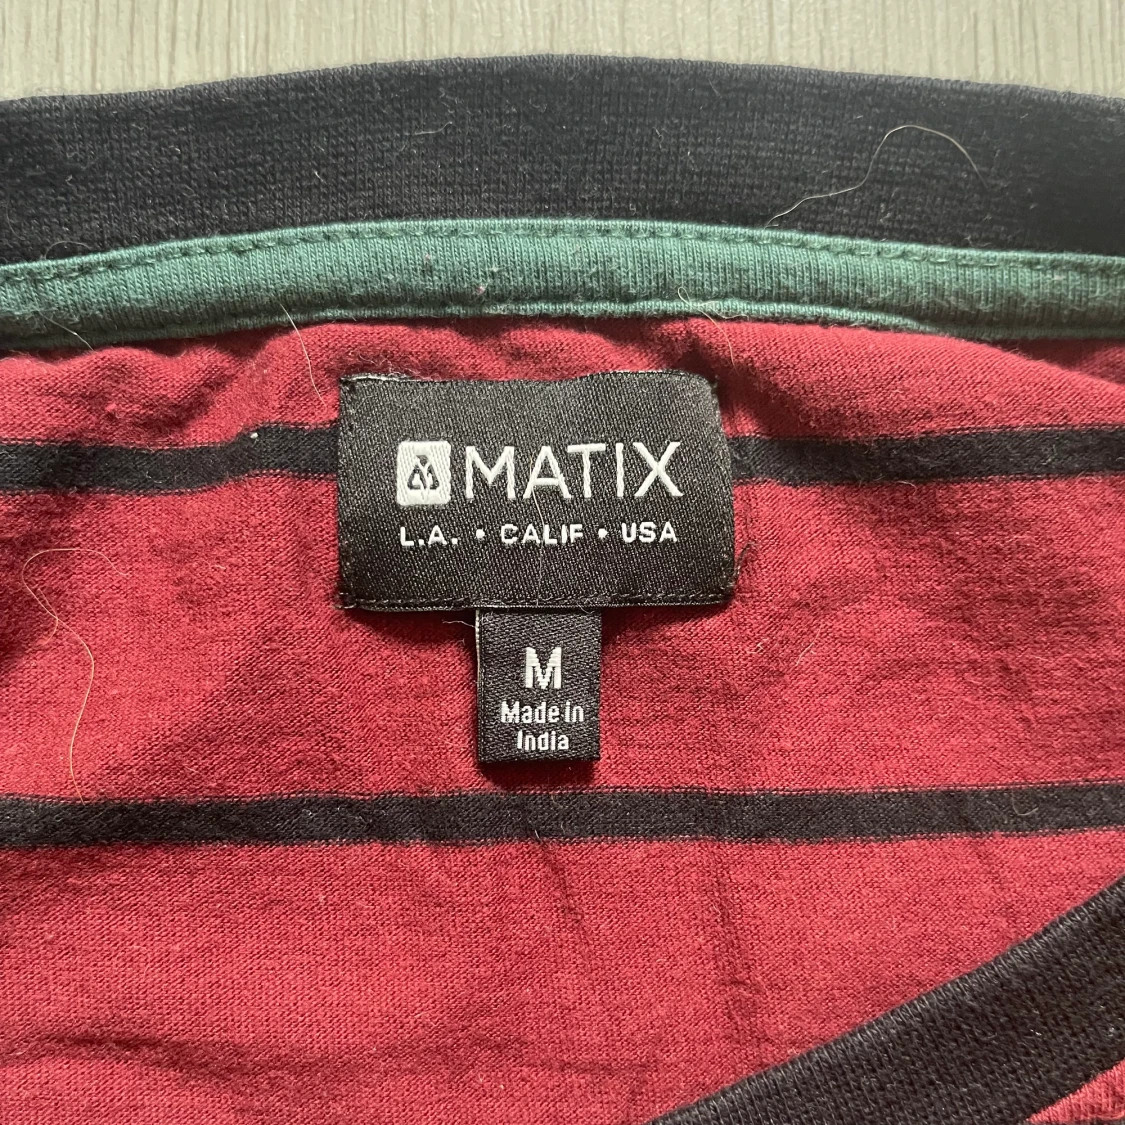 MATIX
L.A. • CALIF • USA
M
Made in
India